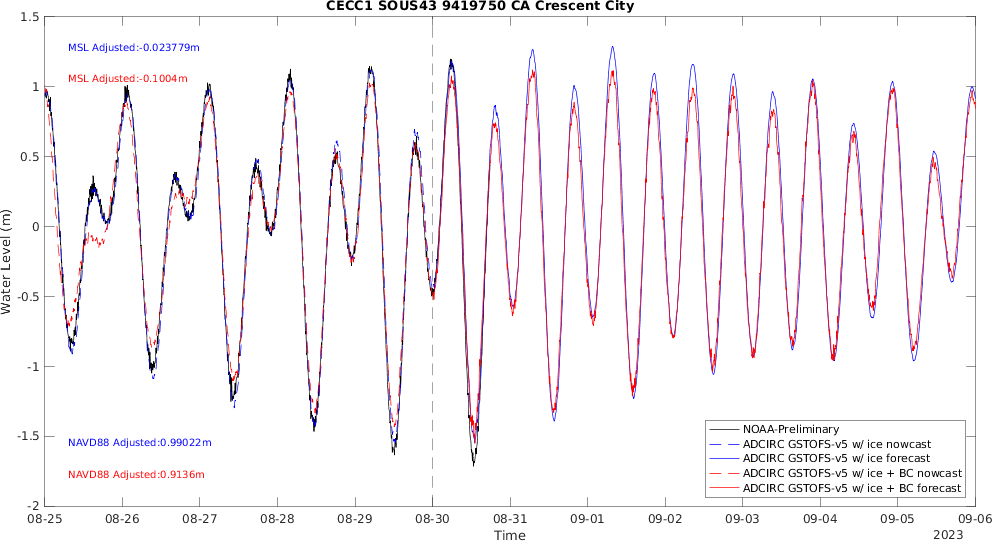 CECC1 SOUS43 9419750 CA Crescent City
1.5
1
0.5
0
-0.5
-1
-1.5
-2
Water Level (m)
MSL Adjusted:-0.023779m
MSL Adjusted:-0.1004m
NAVD88 Adjusted:0.99022m
NAVD88 Adjusted:0.9136m
NOAA-Preliminary
ADCIRC GSTOFS-v5 w/ ice nowcast
ADCIRC GSTOFS-v5 w/ ice forecast
ADCIRC GSTOFS-v5 w/ ice + BC nowcast
ADCIRC GSTOFS-v5 w/ ice + BC forecast
08-25 08-26 08-27 08-28 08-29 08-30 08-31 09-01 09-02 09-03 09-04 09-05 09-06
Time
2023